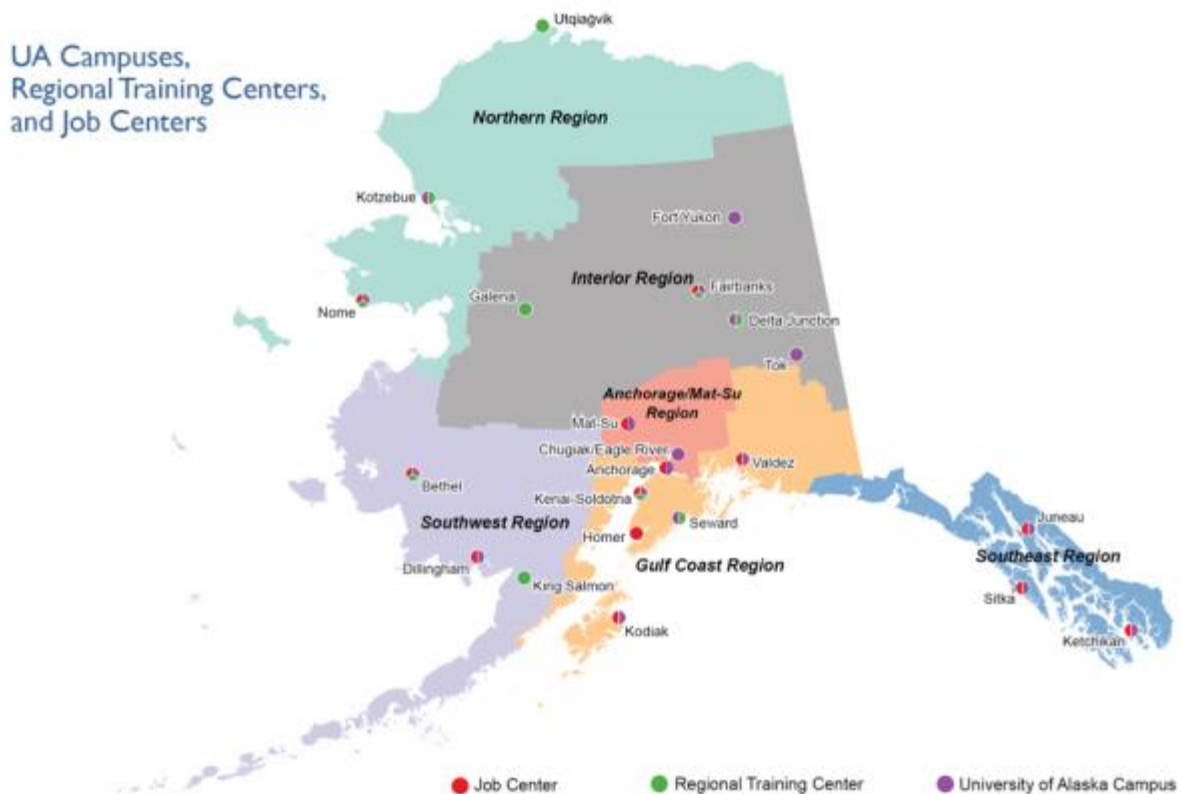 UA Campuses,
Regional Training Centers,
and Job Centers
Utqiaġvik
Northern Region
Kotzebue
Fort Yukon
Interior Region
Fairbanks
Galena
Nome
Delta Junction
Tok
Anchorage/Mat-Su
Region
Mat-Su
Chugiak/Eagle River
Anchorage
Valdez
Bethel
Kenai-Soldotna
Southwest Region
Seward
Homer
Juneau
Gulf Coast Region
Southeast Region
Dillingham
King Salmon
Sitka
Kodiak
Ketchikan
Job Center
Regional Training Center
University of Alaska Campus